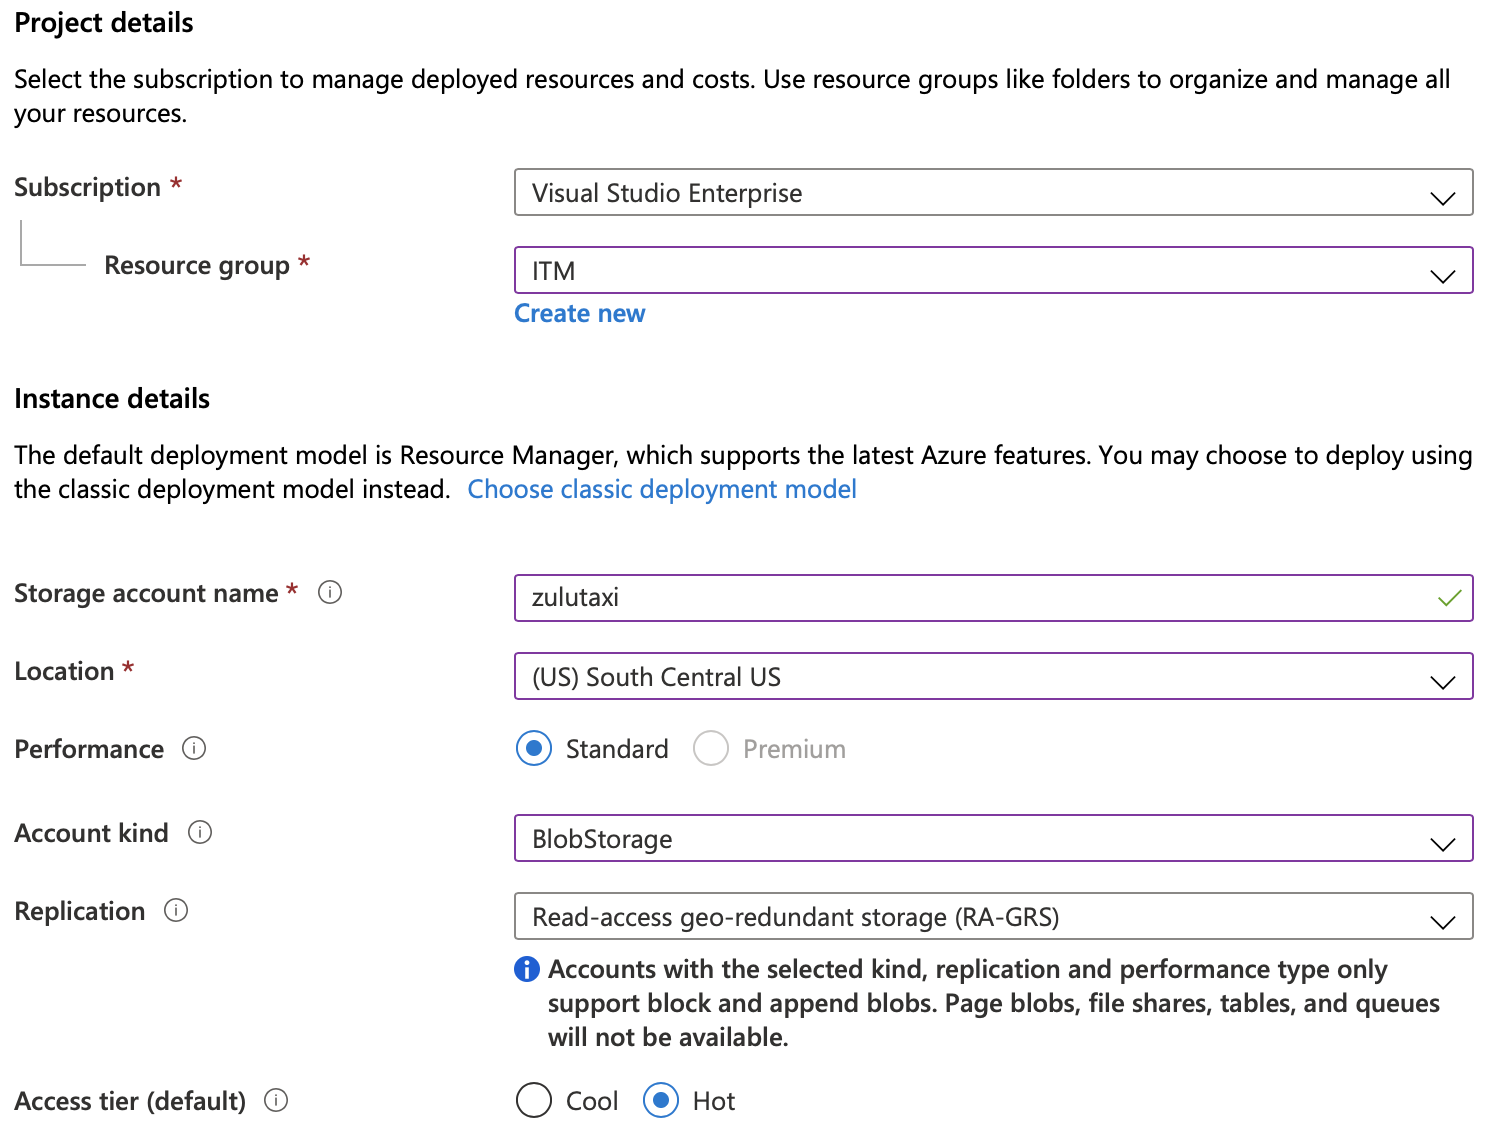 Project details
Select the subscription to manage deployed resources and costs. Use resource groups like folders to organize and manage all
your resources.
Subscription *
Visual Studio Enterprise
Resource group *
ITM
Create new
Instance details
The default deployment model is Resource Manager, which supports the latest Azure features. You may choose to deploy using
the classic deployment model instead. Choose classic deployment model
Storage account name *
zulutaxi
Location *
(US) South Central US
Performance
Standard Premium
Account kind
BlobStorage
Replication
Read-access geo-redundant storage (RA-GRS)
Accounts with the selected kind, replication and performance type only
support block and append blobs. Page blobs, file shares, tables, and queues
will not be available.
Access tier (default)
Cool Hot